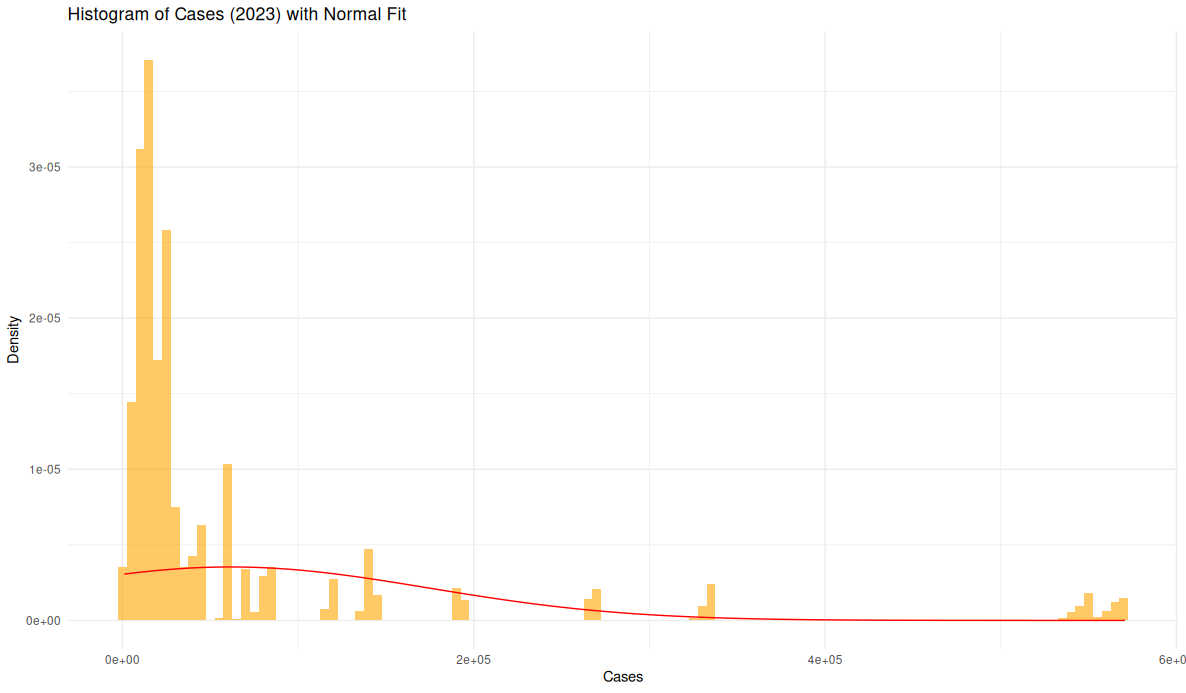 Histogram of Cases (2023) with Normal Fit
Density
3e-05
2e-05
1e-05
0e+00
0e+00 2e+05 4e+05 6e+0
Cases